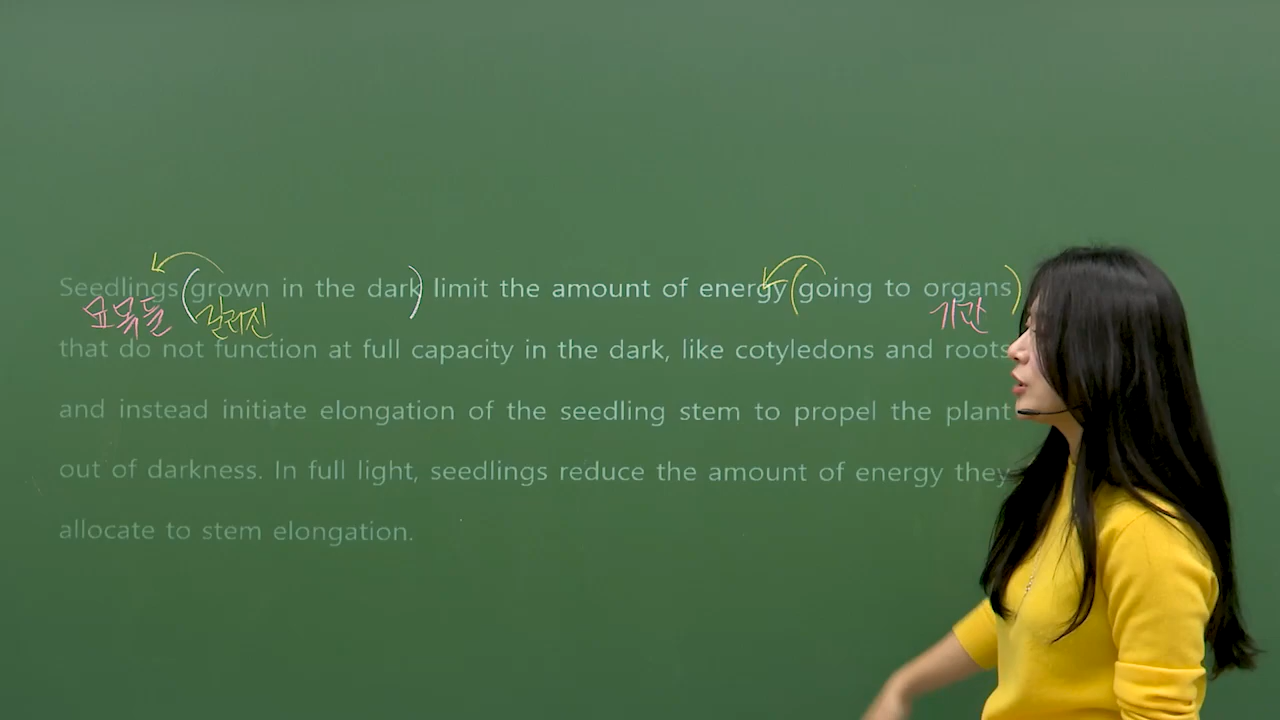 Seedlings (grown in the dark) limit the amount of energy (going to organs)
묘목들 길러진 기관
that do not function at full capacity in the dark, like cotyledons and roots
and instead initiate elongation of the seedling stem to propel the plant
out of darkness. In full light, seedlings reduce the amount of energy they
allocate to stem elongation.